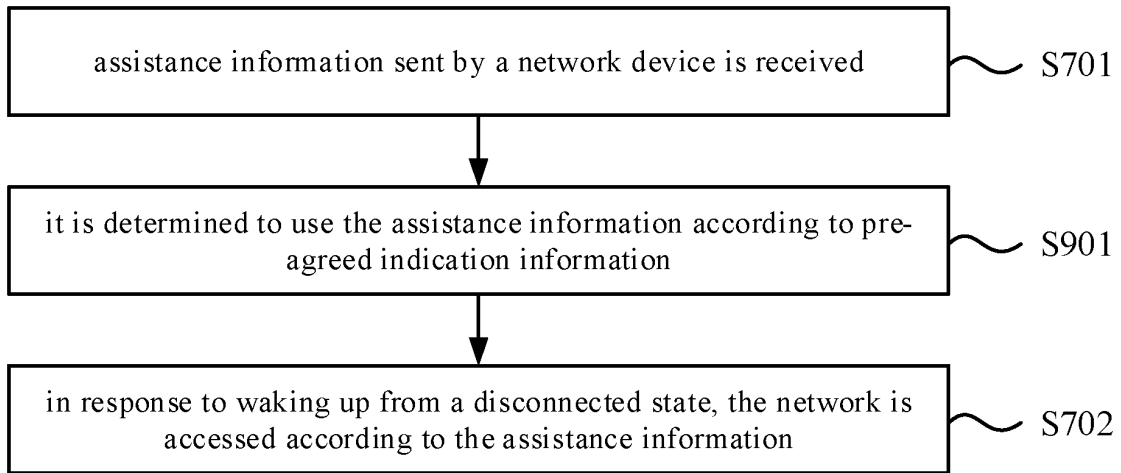 assistance information sent by a network device is received
S701
it is determined to use the assistance information according to pre-
agreed indication information
S901
in response to waking up from a disconnected state, the network is
accessed according to the assistance information
S702